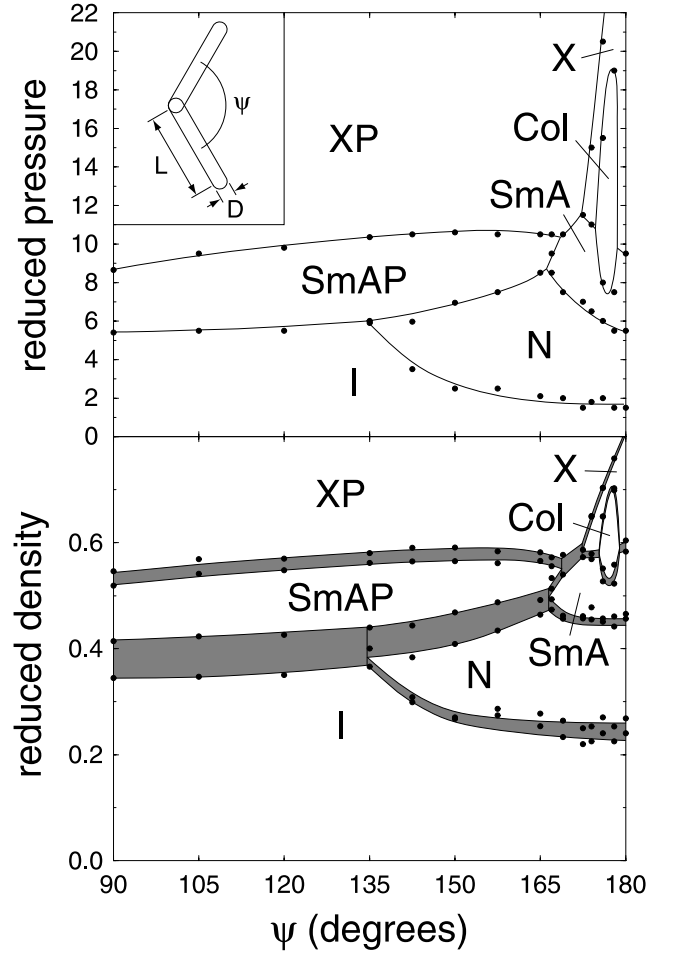 22
20
18
16
14
12
10
8
6
4
2
0
reduced pressure
ψ
L
D
XP
X
Col
SmA
SmAP
N
I
0.6
0.4
0.2
0.0
reduced density
XP
X
Col
SmAP
SmA
N
I
90 105 120 135 150 165 180
ψ (degrees)